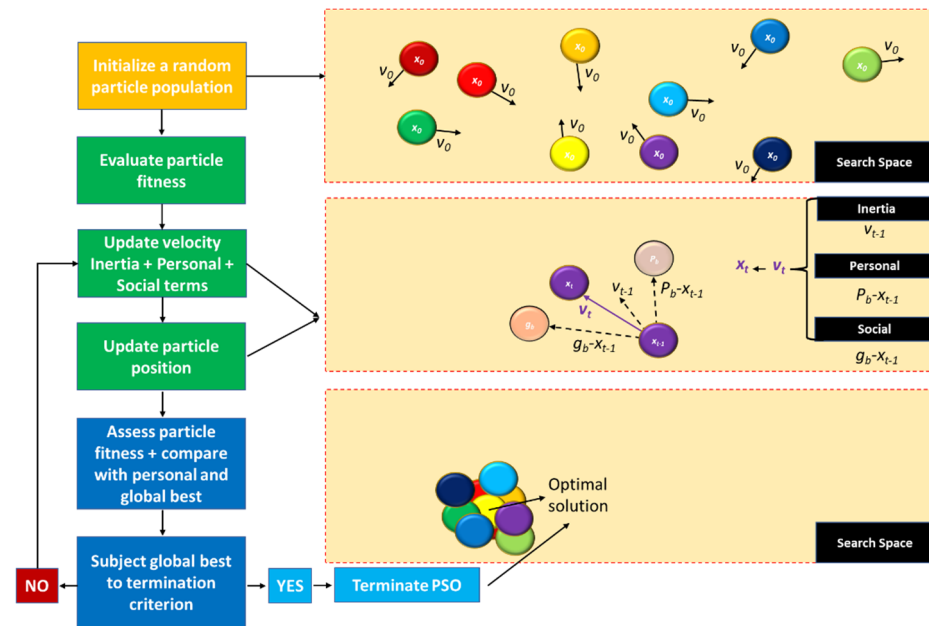 Initialize a random
particle population
Evaluate particle
fitness
Update velocity
Inertia + Personal +
Social terms
Update particle
position
Assess particle
fitness + compare
with personal and
global best
Subject global best
to termination
criterion
NO
YES
Terminate PSO
x0
v0
x0
v0
x0
v0
x0
v0
x0
v0
x0
v0
x0
v0
x0
v0
x0
v0
x0
v0
Search Space
Inertia
vt-1
Personal
Pb-xt-1
Social
gb-xt-1
xt ← vt
Pb
xt
vt-1
Pb-xt-1
vt
gb
gb-xt-1
xt-1
Optimal
solution
Search Space